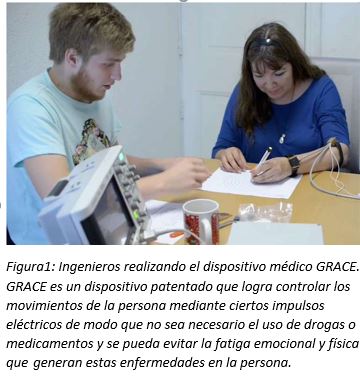 Figura1: Ingenieros realizando el dispositivo médico GRACE.
GRACE es un dispositivo patentado que logra controlar los
movimientos de la persona mediante ciertos impulsos
eléctricos de modo que no sea necesario el uso de drogas o
medicamentos y se pueda evitar la fatiga emocional y física
que generan estas enfermedades en la persona.